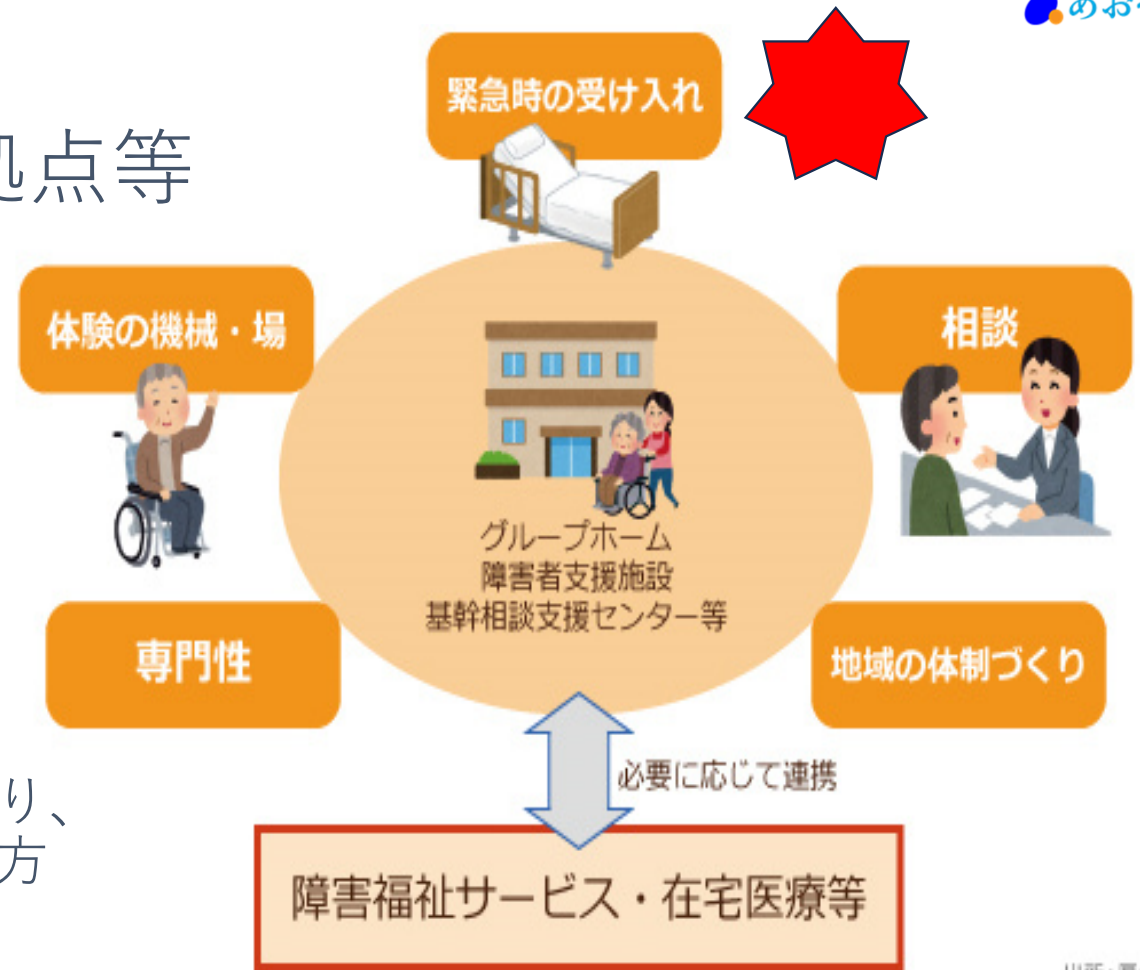 あお
緊急時の受け入れ
点等
体験の機械・場
相談
グループホーム
障害者支援施設
基幹相談支援センター等
専門性
地域の体制づくり
必要に応じて連携
り、
方
障害福祉サービス・在宅医療等